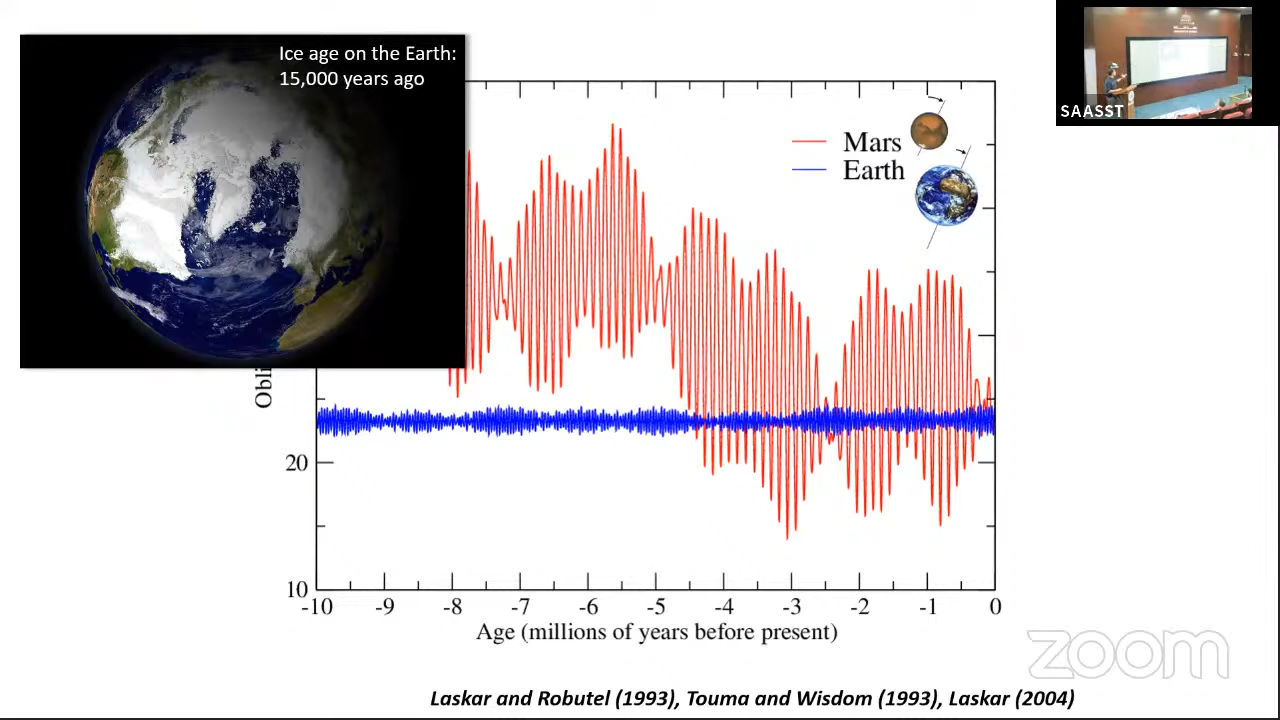 Ice age on the Earth:
15,000 years ago
SAASST
Mars
Earth
20
10
-10 -9 -8 -7 -6 -5 -4 -3 -2 -1 0
Age (millions of years before present)
zoom
Laskar and Robutel (1993), Touma and Wisdom (1993), Laskar (2004)